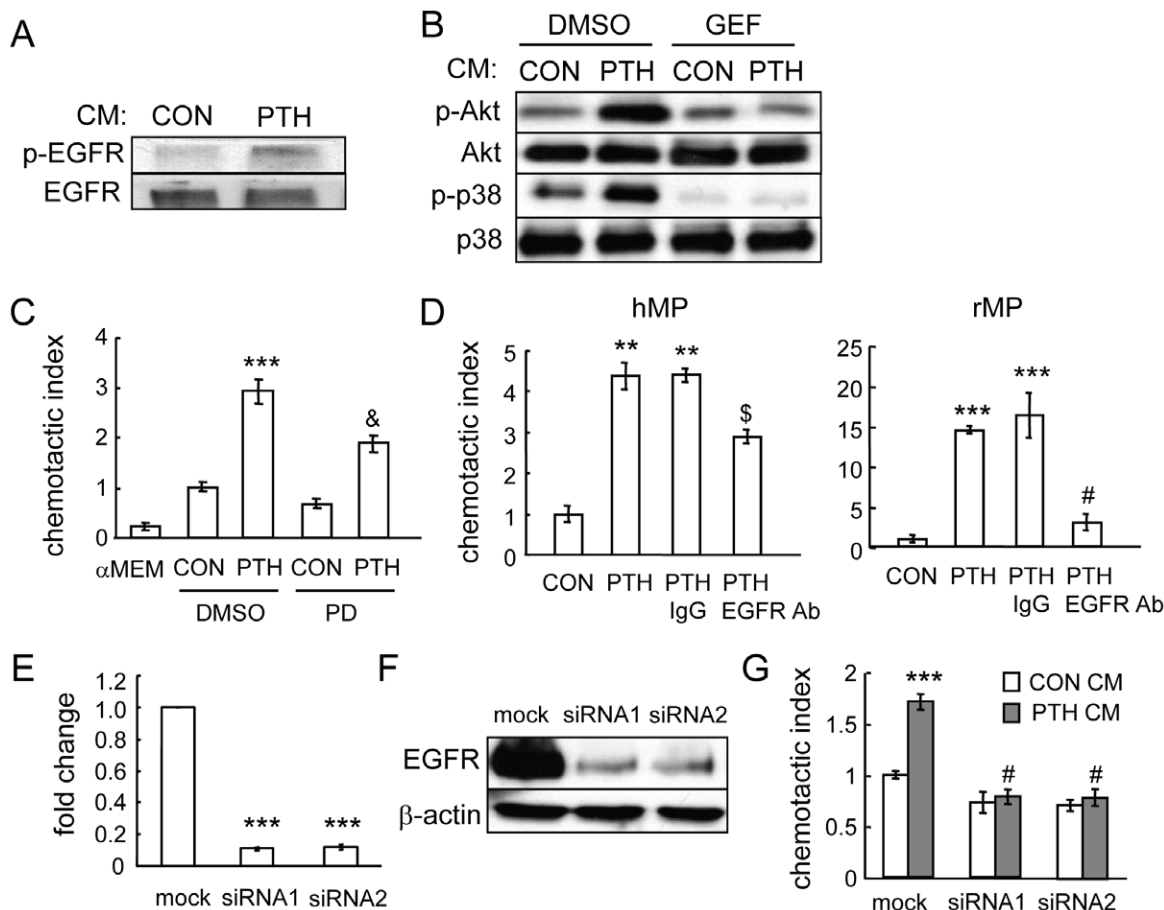 A
CM: CON PTH
p-EGFR
EGFR
B
DMSO GEF
CM: CON PTH CON PTH
p-Akt
Akt
p-p38
p38
C
chemotactic index
4
3
2
1
0
***
&
αMEM CON PTH CON PTH
DMSO PD
D
hMP
chemotactic index
5
4
3
2
1
0
** ** $
CON PTH PTH PTH
IgG EGFR Ab
rMP
25
20
15
10
5
0
*** *** #
CON PTH PTH PTH
IgG EGFR Ab
E
fold change
1.2
1.0
0.8
0.6
0.4
0.2
0
*** ***
mock siRNA1 siRNA2
F
mock siRNA1 siRNA2
EGFR
β-actin
G
chemotactic index
2
1.5
1
0.5
0
*** # #
CON CM
PTH CM
mock siRNA1 siRNA2